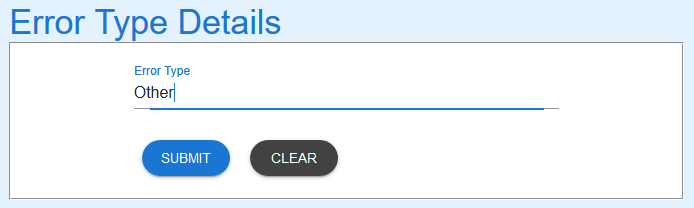 Error Type Details
Error Type
Other
SUBMIT CLEAR